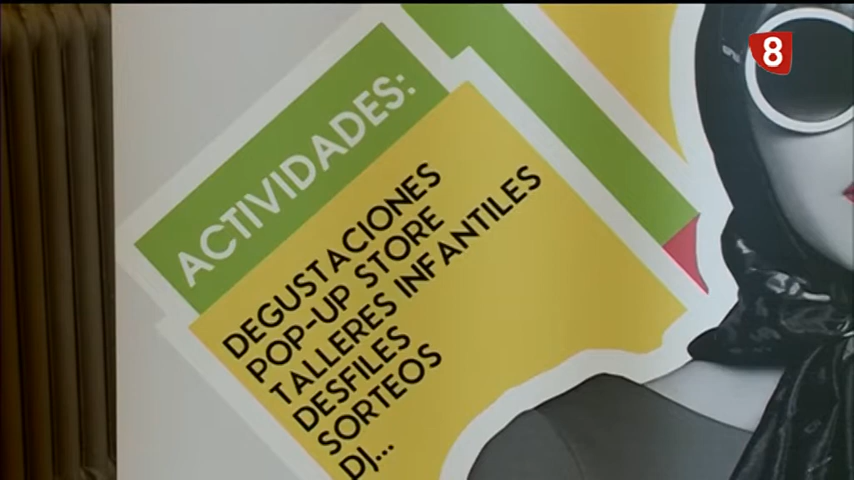 8
ACTIVIDADES:
DEGUSTACIONES
POP-UP STORE
TALLERES INFANTILES
DESFILES
SORTEOS
DJ...